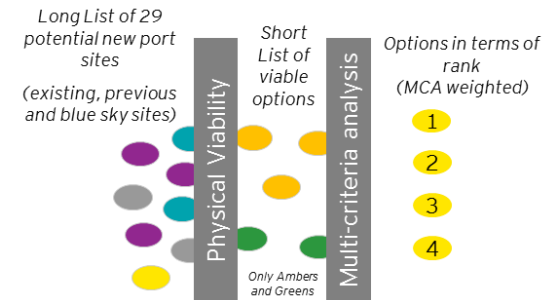 Long List of 29
potential new port
sites
(existing, previous
and blue sky sites)
Physical Viability
Short
List of
viable
options
Only Ambers
and Greens
Multi-criteria analysis
Options in terms of
rank
(MCA weighted)
1
2
3
4